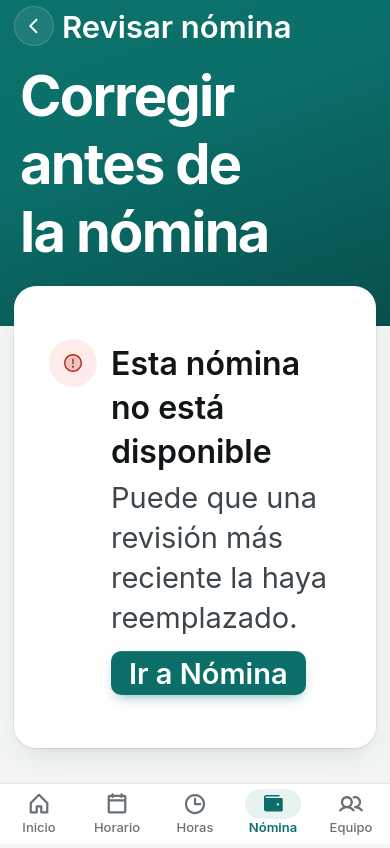 Revisar nómina
Corregir
antes de
la nómina
Esta nómina
no está
disponible
Puede que una
revisión más
reciente la haya
reemplazado.
Ir a Nómina
Inicio
Horario
Horas
Nómina
Equipo